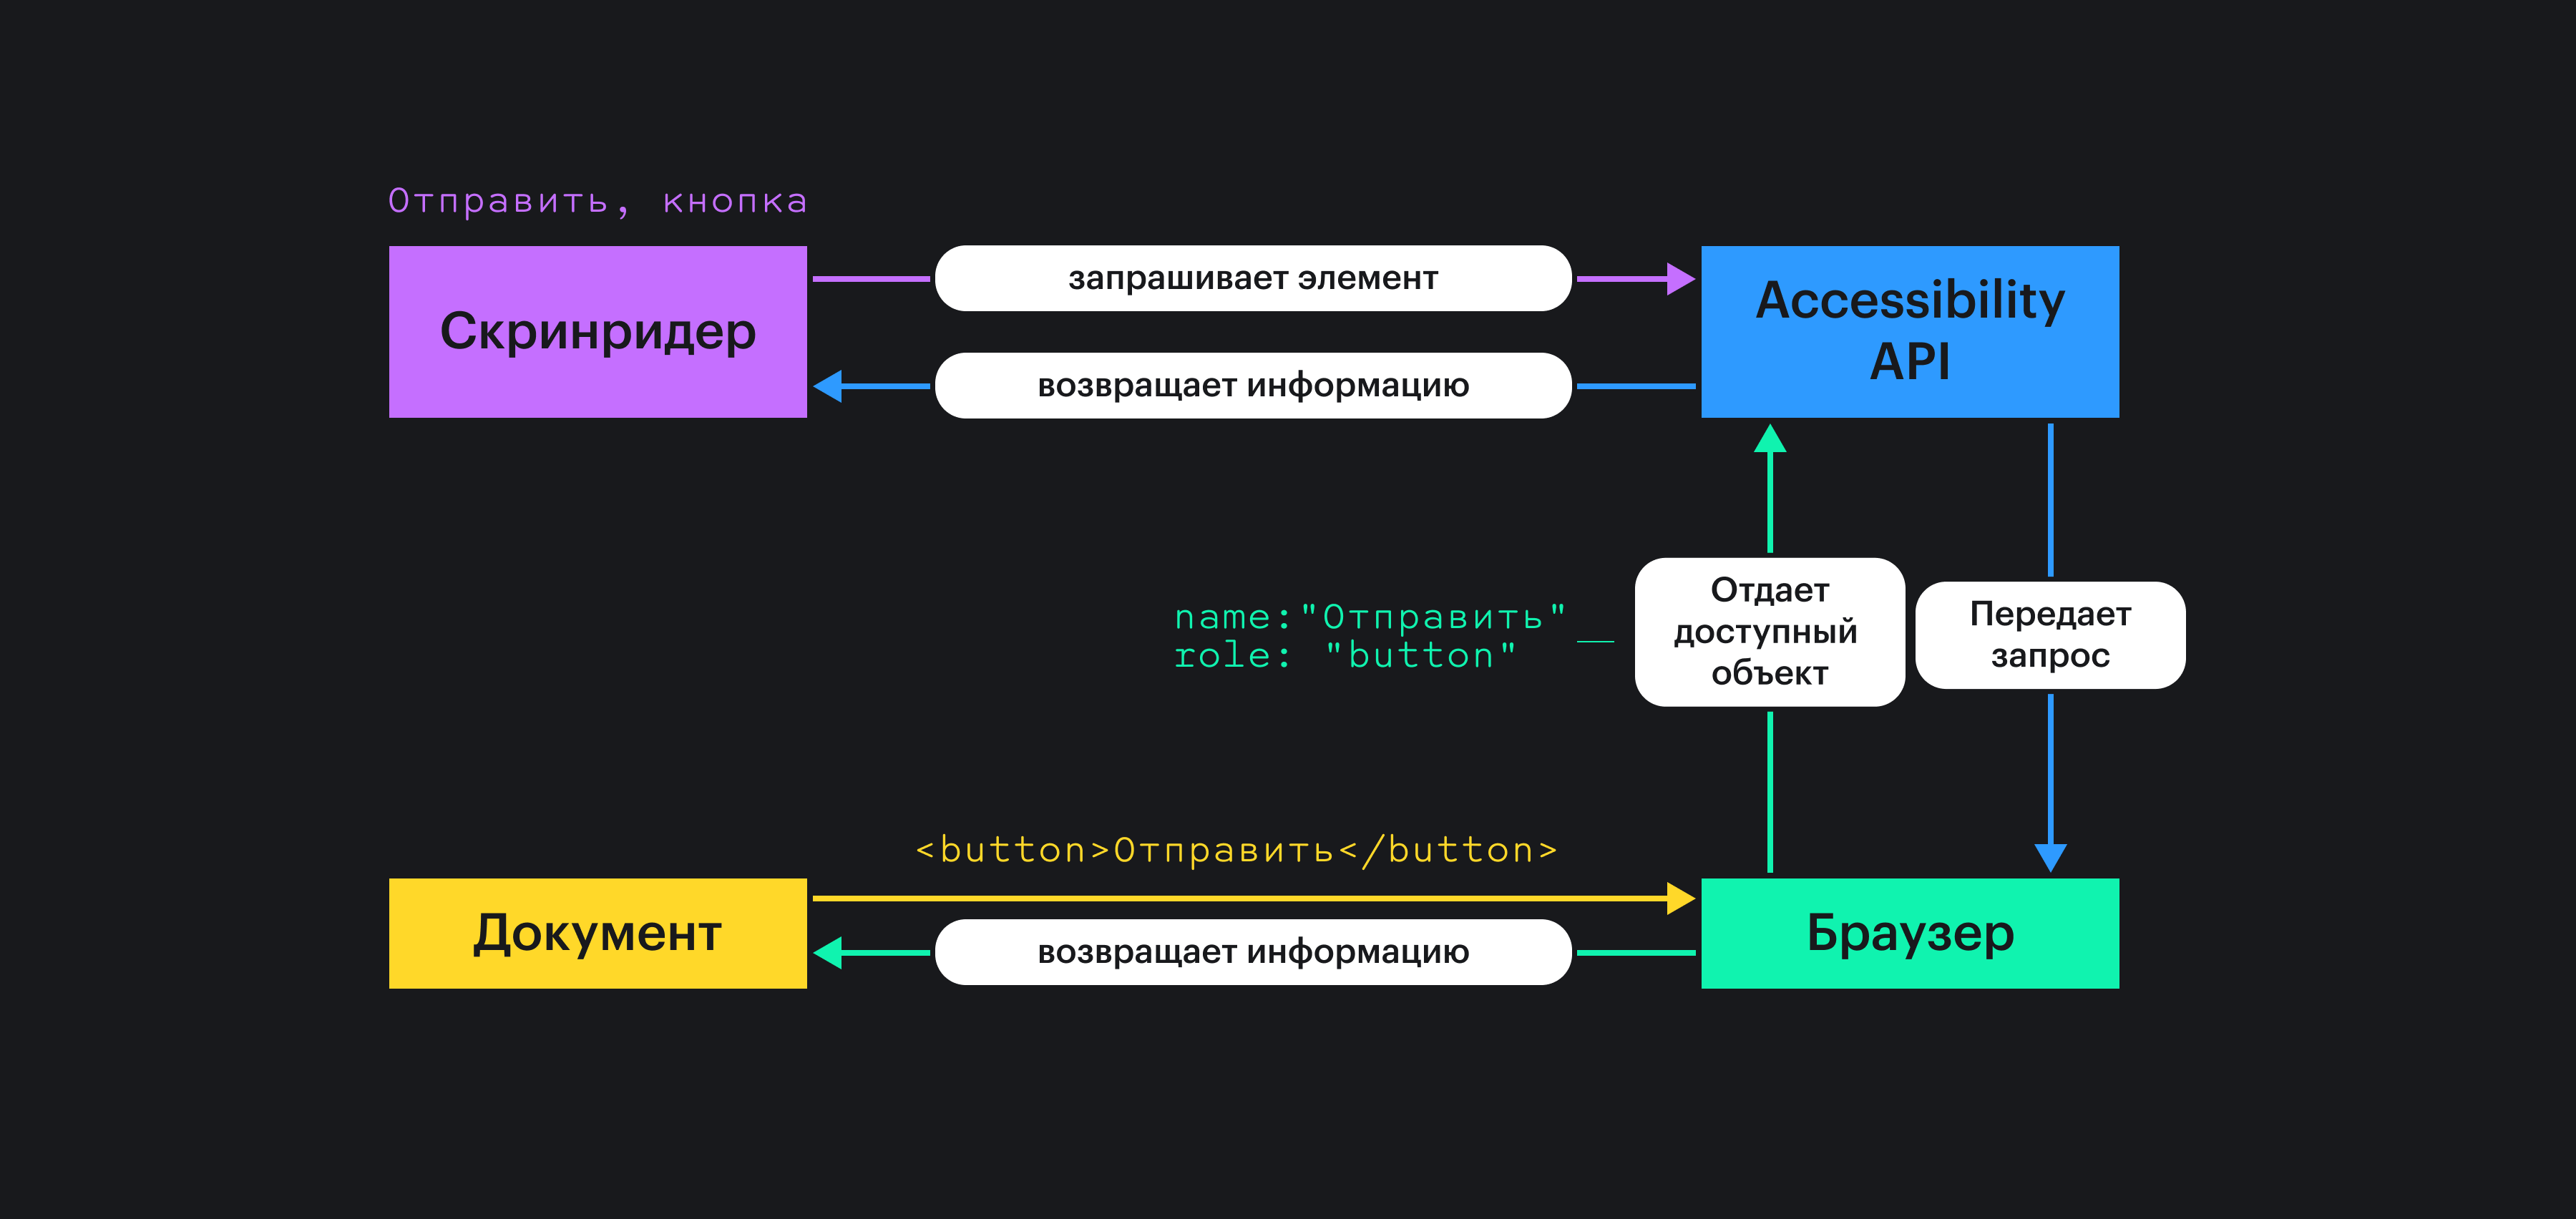 Отправить, кнопка
Скринридер
запрашивает элемент
возвращает информацию
Accessibility
API
name:"Отправить"
role: "button"
Отдает
доступный
объект
Передает
запрос
<button>Отправить</button>
Документ
возвращает информацию
Браузер